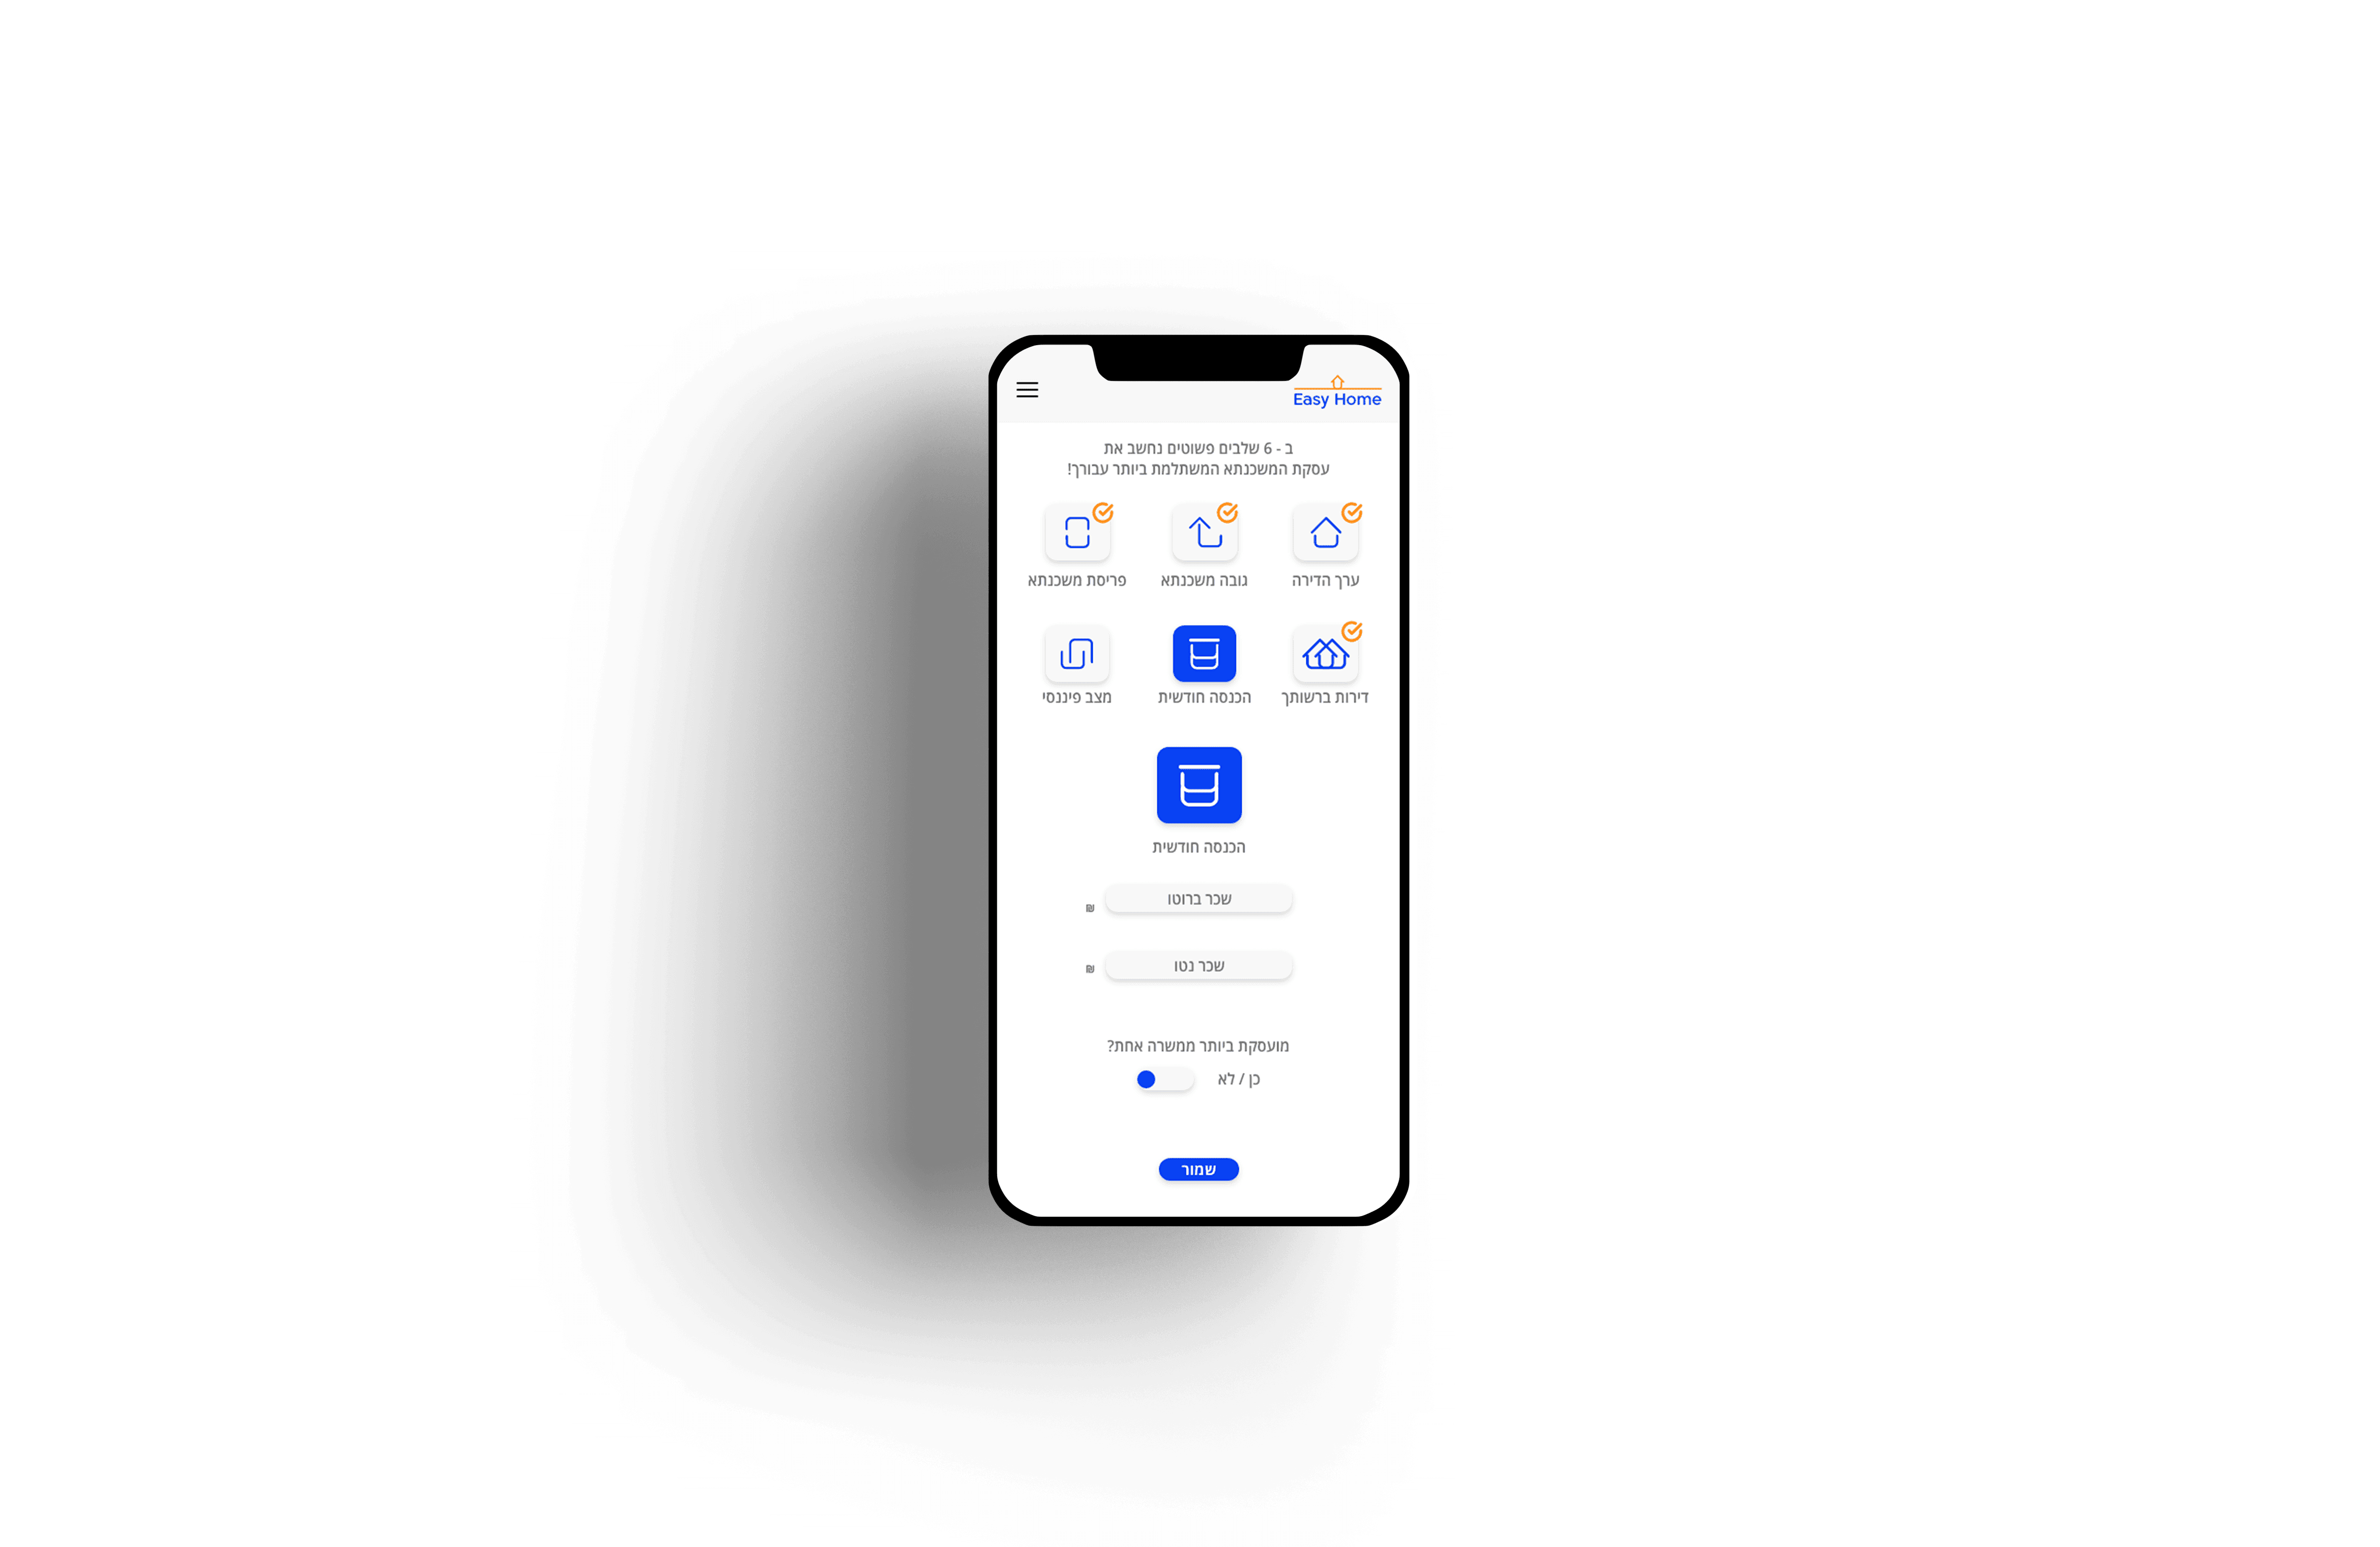 Easy Home
ב - 6 שלבים פשוטים נחשב את
עסקת המשכנתא המשתלמת ביותר עבורך!
ערך הדירה
גובה משכנתא
פריסת משכנתא
דירות ברשותך
הכנסה חודשית
מצב פיננסי
הכנסה חודשית
שכר ברוטו
₪
שכר נטו
₪
מועסקת ביותר ממשרה אחת?
כן / לא
שמור